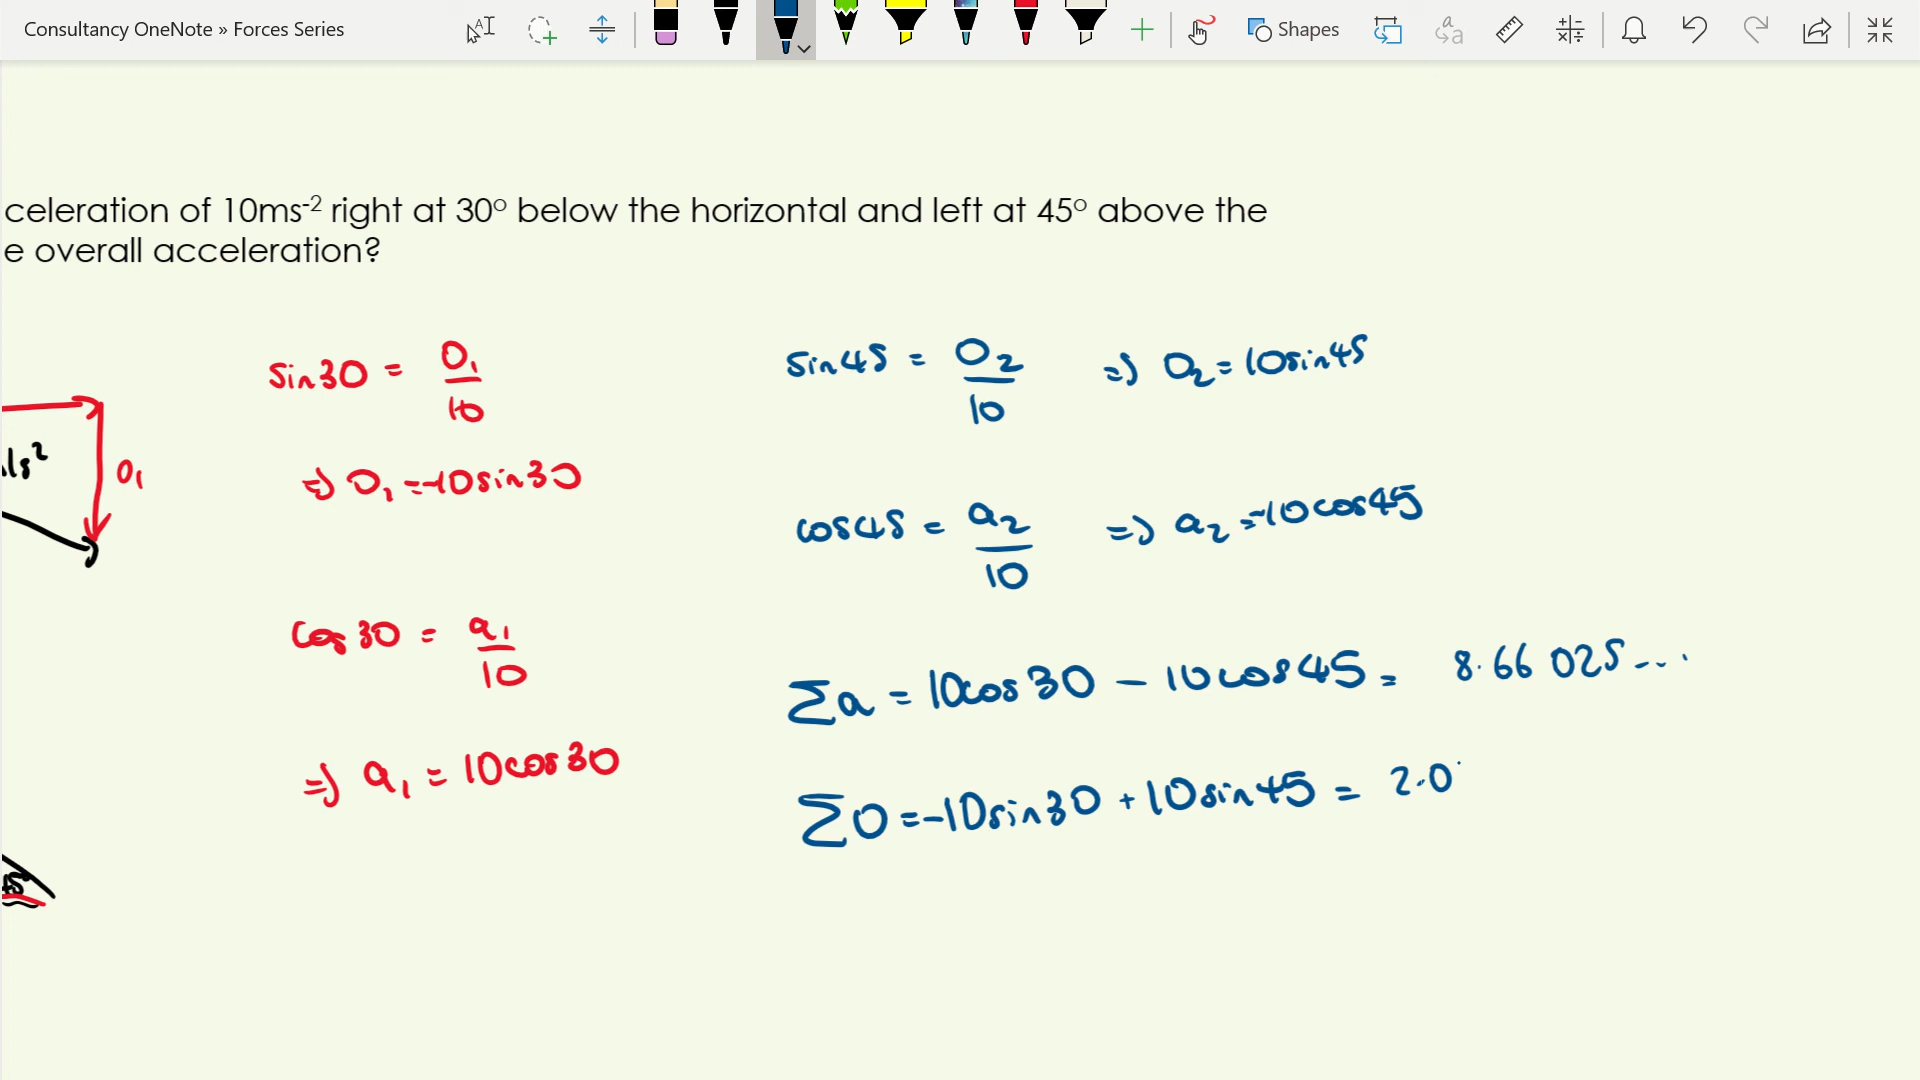 Consultancy OneNote » Forces Series
Shapes
celeration of 10ms-2 right at 30o below the horizontal and left at 45o above the
e overall acceleration?
sin30 = O₁/10
⇒ O₁ = -10sin30
cos30 = a₁/10
⇒ a₁ = 10cos30
O₁
sin45 = O₂/10 ⇒ O₂ = 10sin45
cos45 = a₂/10 ⇒ a₂ = -10cos45
Σa = 10cos30 - 10cos45 = 8.66 025...
ΣO = -10sin30 + 10sin45 = 2.0